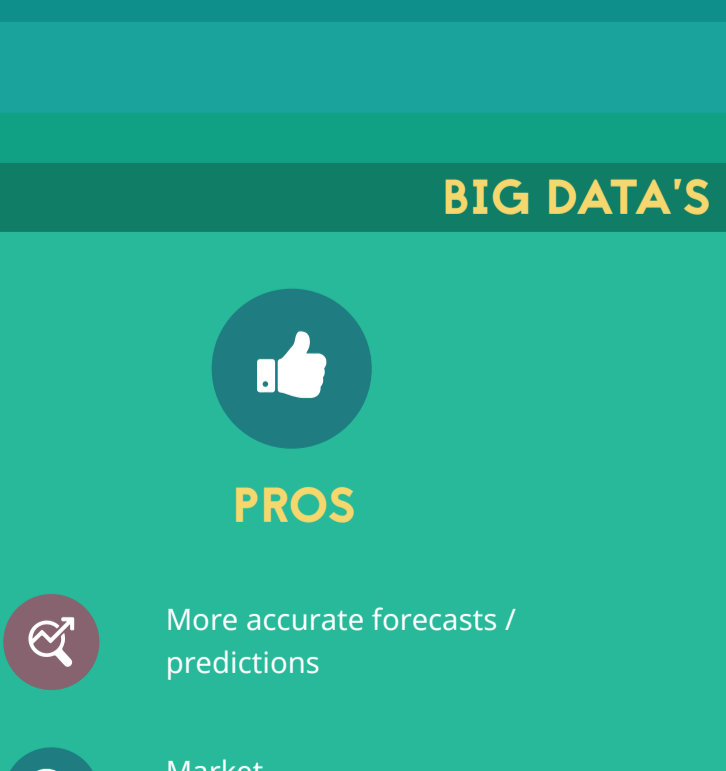 BIG DATA'S
PROS
More accurate forecasts /
predictions
Market